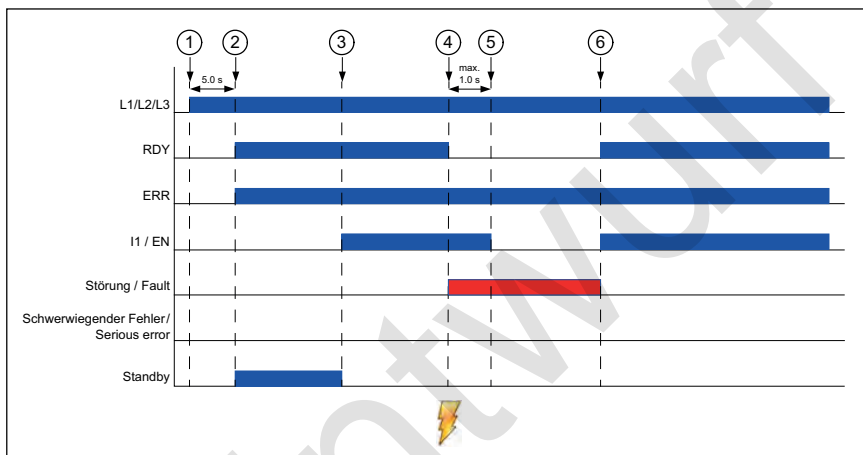 1 2 3 4 5 6
5.0 s
max.
1.0 s
L1/L2/L3
RDY
ERR
I1 / EN
Störung / Fault
Schwerwiegender Fehler/
Serious error
Standby
ntwurf